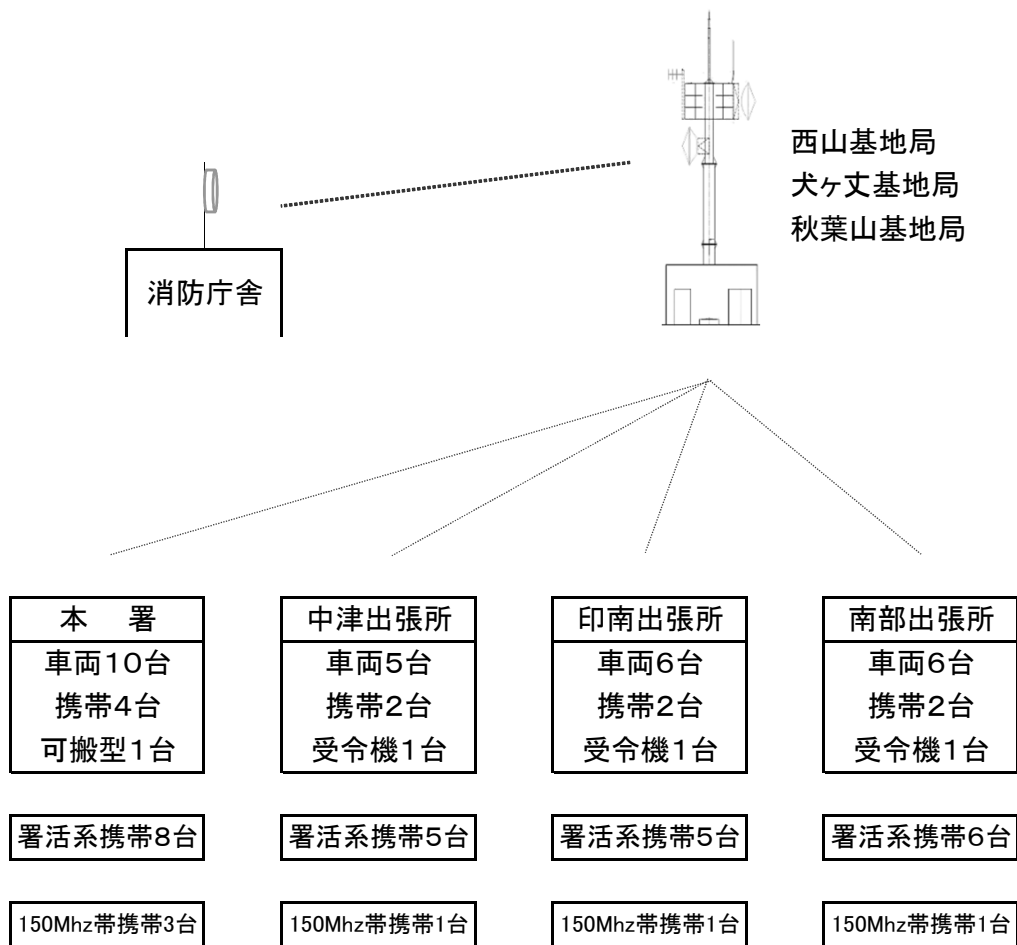 西山基地局
犬ヶ丈基地局
秋葉山基地局
消防庁舎
本　署
車両10台
携帯4台
可搬型1台
中津出張所
車両5台
携帯2台
受令機1台
印南出張所
車両6台
携帯2台
受令機1台
南部出張所
車両6台
携帯2台
受令機1台
署活系携帯8台
署活系携帯5台
署活系携帯5台
署活系携帯6台
150Mhz帯携帯3台
150Mhz帯携帯1台
150Mhz帯携帯1台
150Mhz帯携帯1台